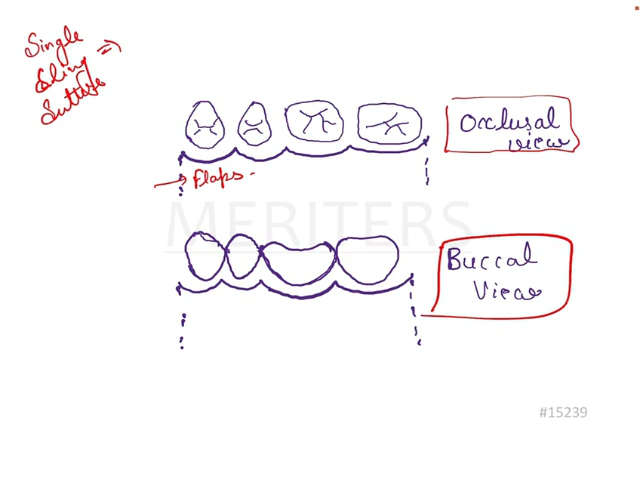 Single
Sling =>
Suture
Occlusal
view
→ Flaps -
MERITERS
Buccal
View
#15239